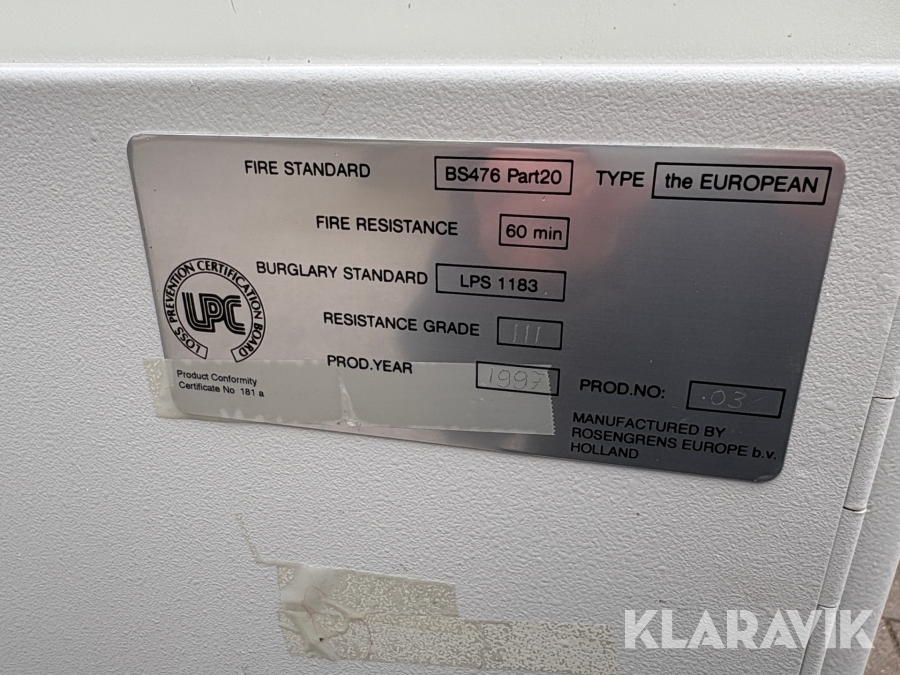 FIRE STANDARD BS476 Part20 TYPE the EUROPEAN
FIRE RESISTANCE 60 min
BURGLARY STANDARD LPS 1183
RESISTANCE GRADE III
PROD.YEAR 1997
PROD.NO: 03
LOSS PREVENTION CERTIFICATION BOARD
LPC
Product Conformity
Certificate No 181 a
MANUFACTURED BY
ROSENGRENS EUROPE b.v.
HOLLAND
KLARAVIK